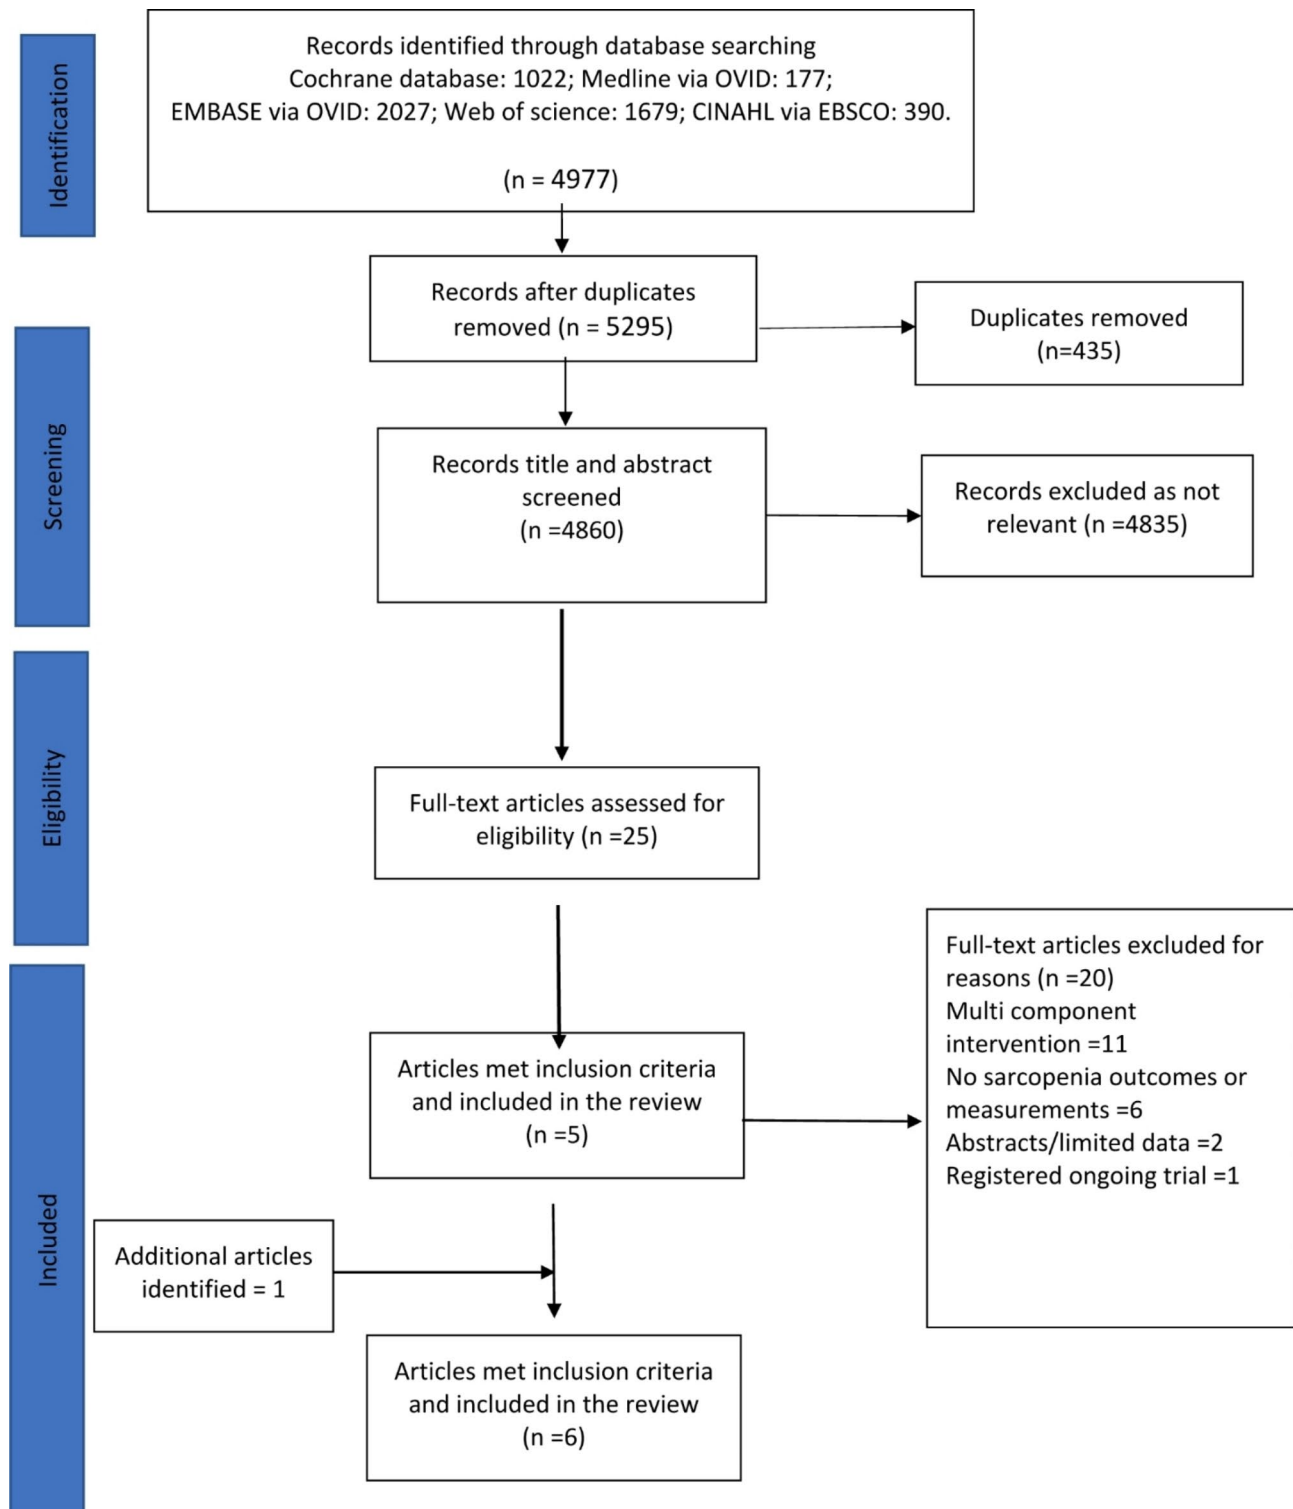 Identification
Records identified through database searching
Cochrane database: 1022; Medline via OVID: 177;
EMBASE via OVID: 2027; Web of science: 1679; CINAHL via EBSCO: 390.
(n = 4977)
Records after duplicates
removed (n = 5295)
Duplicates removed
(n=435)
Screening
Records title and abstract
screened
(n =4860)
Records excluded as not
relevant (n =4835)
Eligibility
Full-text articles assessed for
eligibility (n =25)
Full-text articles excluded for
reasons (n =20)
Multi component
intervention =11
No sarcopenia outcomes or
measurements =6
Abstracts/limited data =2
Registered ongoing trial =1
Included
Articles met inclusion criteria
and included in the review
(n =5)
Additional articles
identified = 1
Articles met inclusion criteria
and included in the review
(n =6)